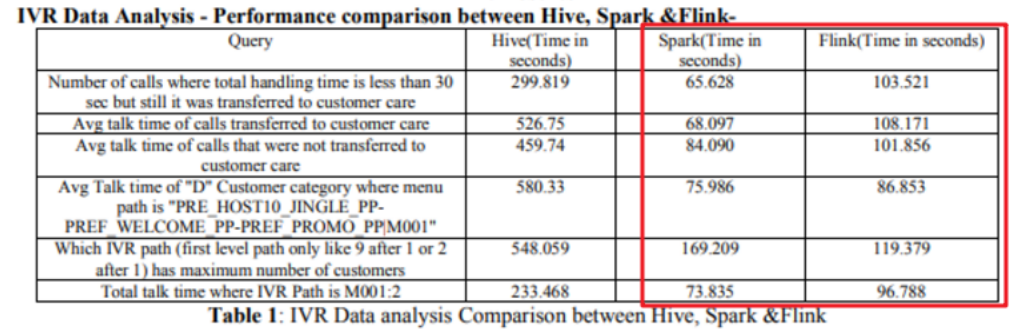 IVR Data Analysis - Performance comparison between Hive, Spark &Flink-
Query Hive(Time in seconds) Spark(Time in seconds) Flink(Time in seconds)
Number of calls where total handling time is less than 30 sec but still it was transferred to customer care 299.819 65.628 103.521
Avg talk time of calls transferred to customer care 526.75 68.097 108.171
Avg talk time of calls that were not transferred to customer care 459.74 84.090 101.856
Avg Talk time of "D" Customer category where menu path is "PRE_HOST10_JINGLE_PP-PREF_WELCOME_PP-PREF_PROMO_PP|M001" 580.33 75.986 86.853
Which IVR path (first level path only like 9 after 1 or 2 after 1) has maximum number of customers 548.059 169.209 119.379
Total talk time where IVR Path is M001:2 233.468 73.835 96.788
Table 1: IVR Data analysis Comparison between Hive, Spark &Flink